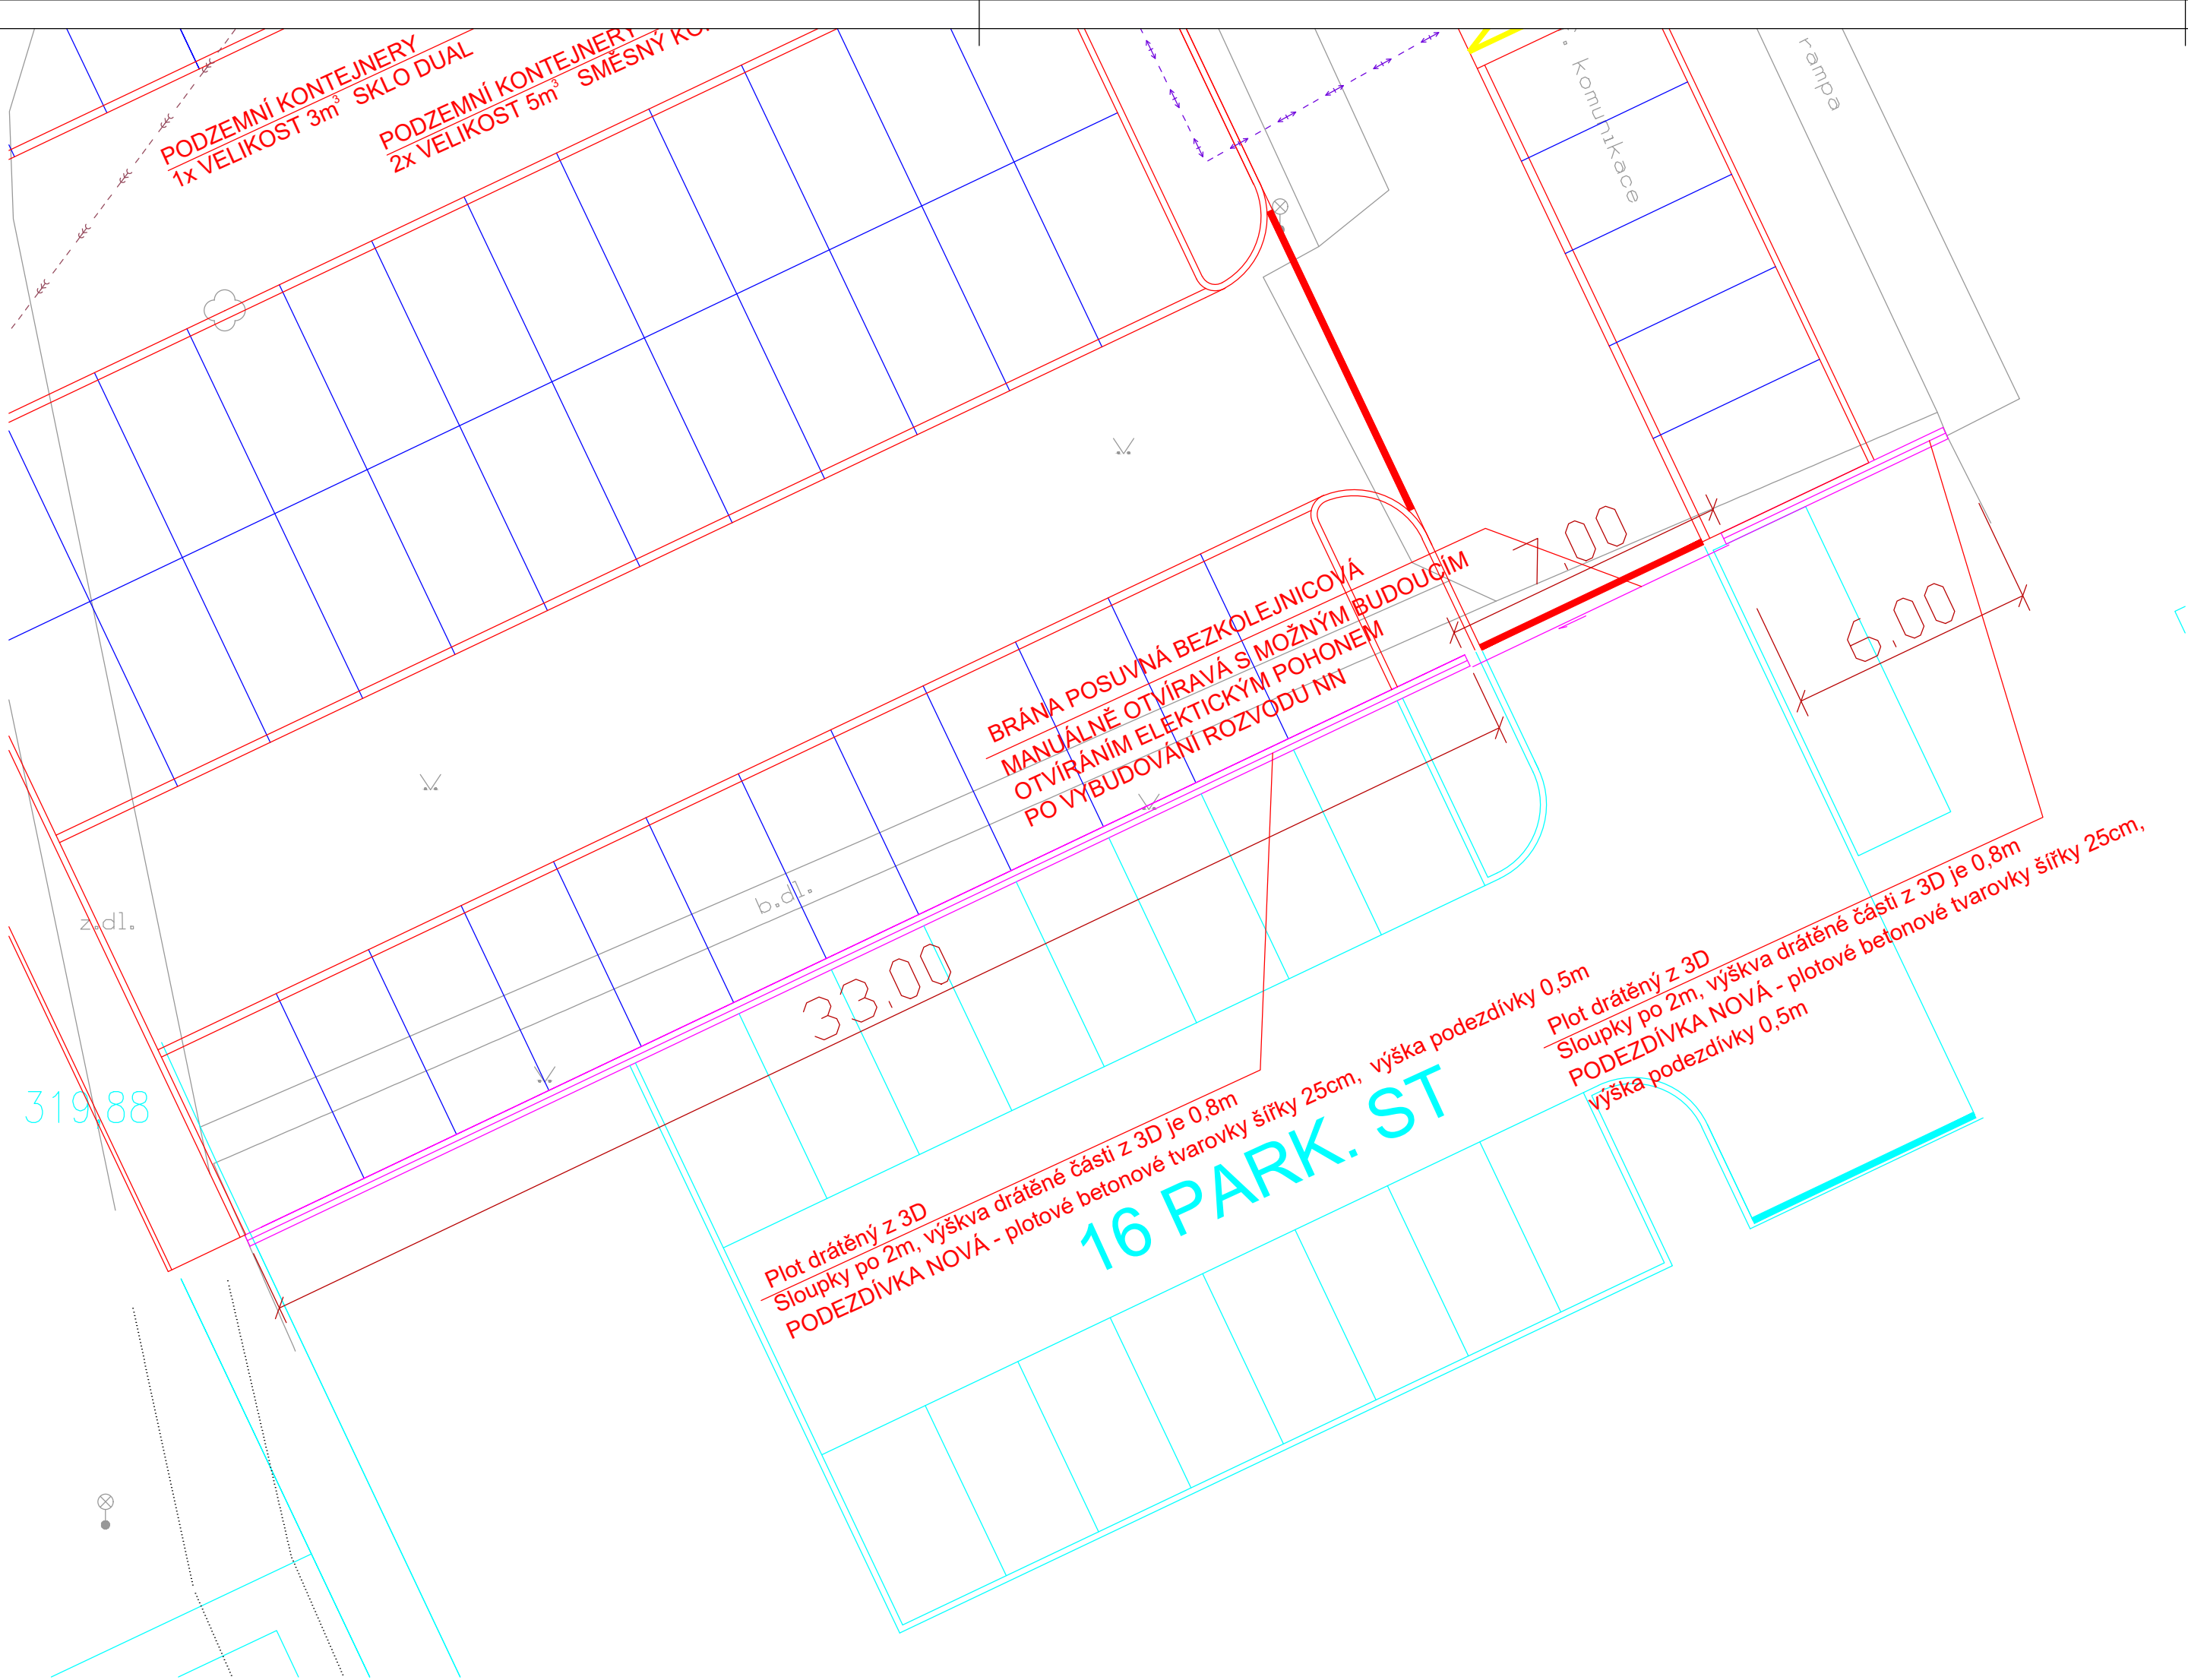 PODZEMNÍ KONTEJNERY
1x VELIKOST 3m³ SKLO DUAL
PODZEMNÍ KONTEJNERY
2x VELIKOST 5m³ SMĚSNÝ
komunikace
rampa
7.00
6.00
BRÁNA POSUVNÁ BEZKOLEJNICOVÁ
MANUÁLNĚ OTVÍRAVÁ S MOŽNÝM BUDOUCÍM
OTVÍRÁNÍM ELEKTICKÝM POHONEM
PO VYBUDOVÁNÍ ROZVODU NN
b.dl.
z.dl.
33.00
319.88
Plot drátěný z 3D
Sloupky po 2m, výškva drátěné části z 3D je 0,8m
PODEZDÍVKA NOVÁ - plotové betonové tvarovky šířky 25cm,
výška podezdívky 0,5m
Plot drátěný z 3D
Sloupky po 2m, výškva drátěné části z 3D je 0,8m
PODEZDÍVKA NOVÁ - plotové betonové tvarovky šířky 25cm, výška podezdívky 0,5m
16 PARK. ST